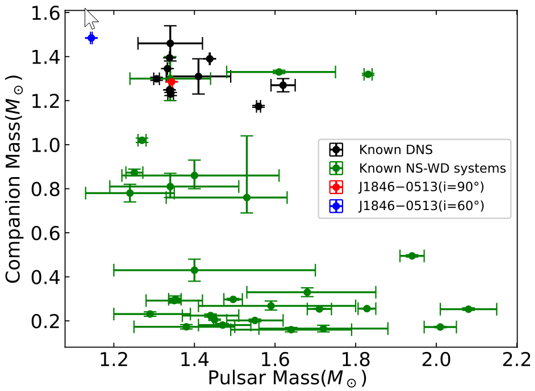 1.6
1.4
1.2
1.0
0.8
0.6
0.4
0.2
Companion Mass(M⊙)
Known DNS
Known NS-WD systems
J1846−0513(i=90°)
J1846−0513(i=60°)
1.2 1.4 1.6 1.8 2.0 2.2
Pulsar Mass(M⊙)